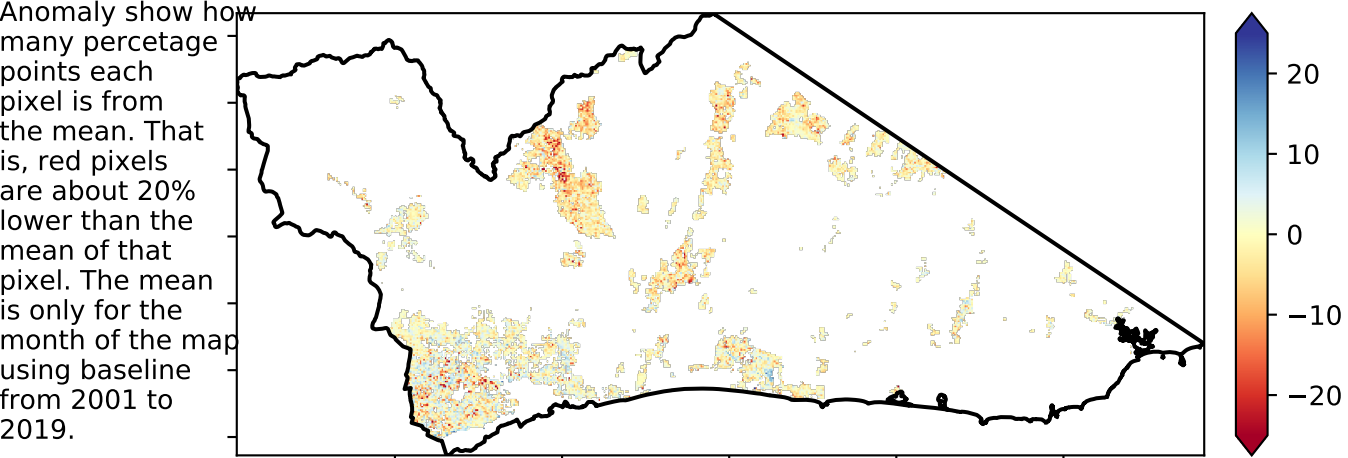 Anomaly show how
many percetage
points each
pixel is from
the mean. That
is, red pixels
are about 20%
lower than the
mean of that
pixel. The mean
is only for the
month of the map
using baseline
from 2001 to
2019.
20
10
0
−10
−20